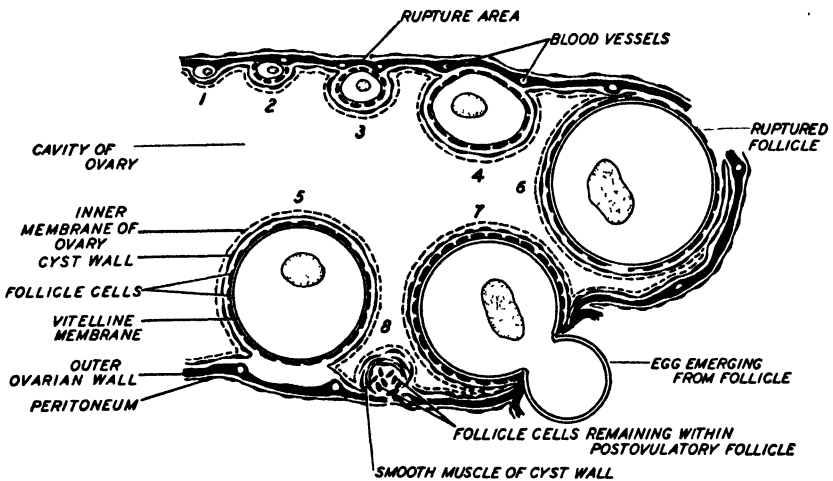 RUPTURE AREA
BLOOD VESSELS
1
2
3
4
RUPTURED
FOLLICLE
CAVITY OF
OVARY
5
6
7
INNER
MEMBRANE OF
OVARY
CYST WALL
FOLLICLE CELLS
VITELLINE
MEMBRANE
8
OUTER
OVARIAN WALL
PERITONEUM
EGG EMERGING
FROM FOLLICLE
FOLLICLE CELLS REMAINING WITHIN
POSTOVULATORY FOLLICLE
SMOOTH MUSCLE OF CYST WALL